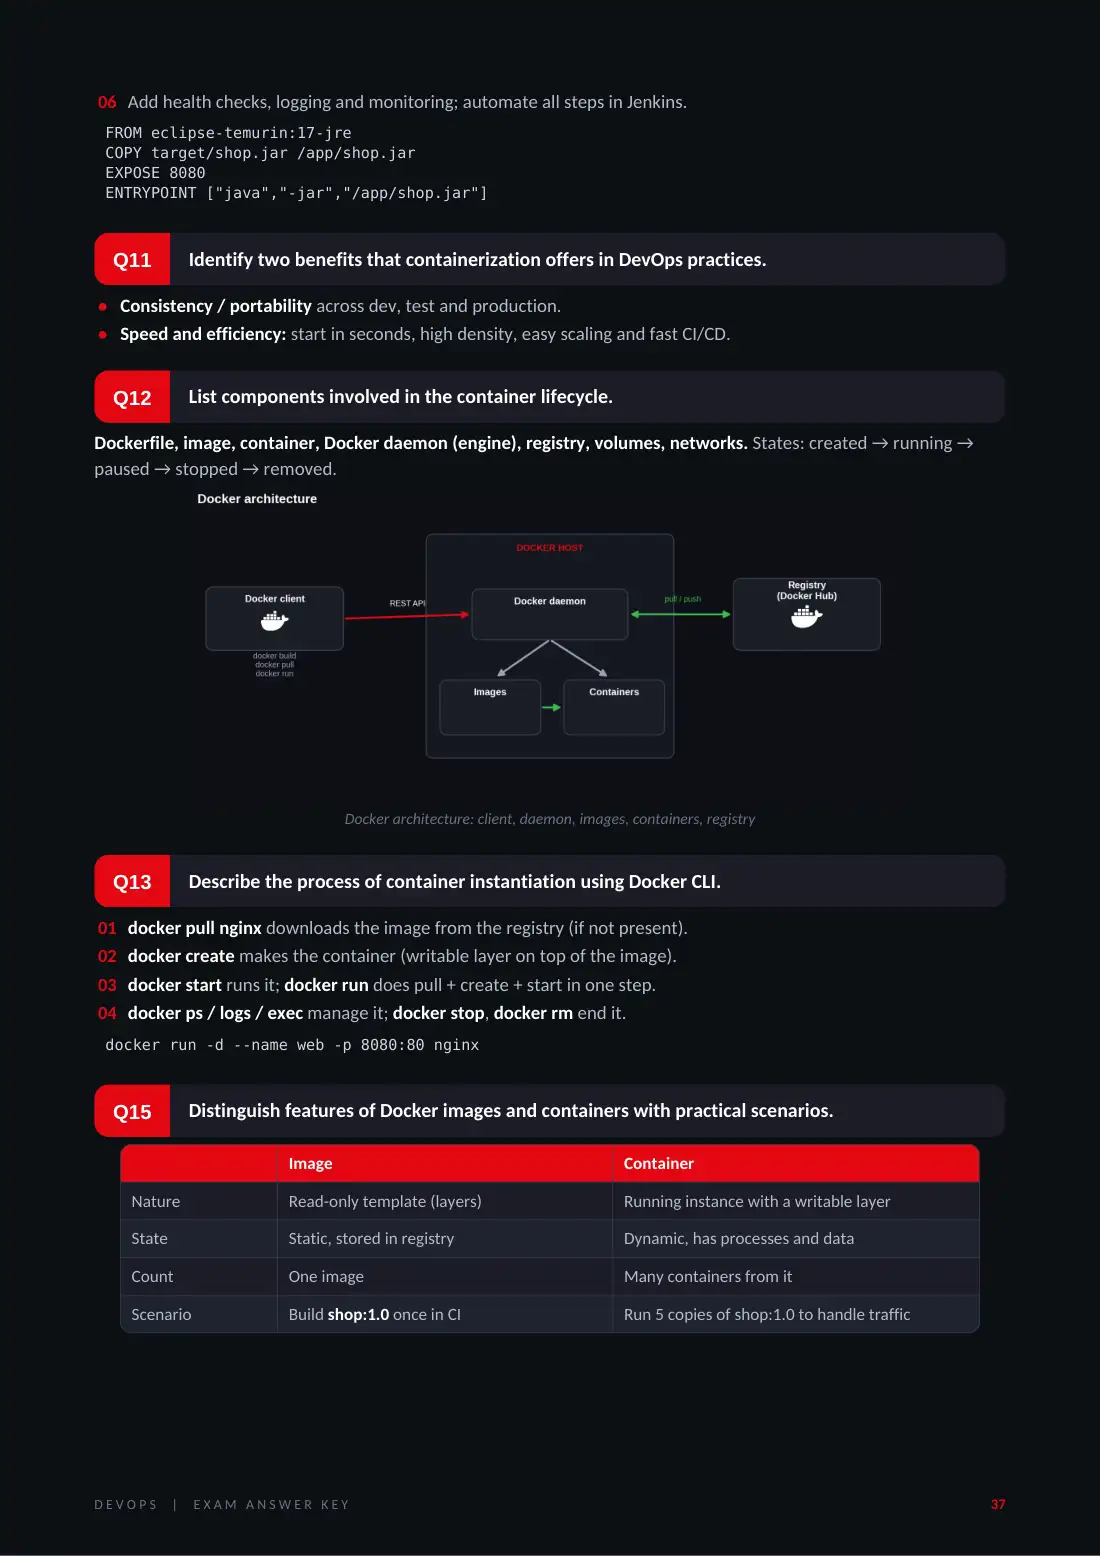 06 Add health checks, logging and monitoring; automate all steps in Jenkins.
FROM eclipse-temurin:17-jre
COPY target/shop.jar /app/shop.jar
EXPOSE 8080
ENTRYPOINT ["java","-jar","/app/shop.jar"]
Q11 Identify two benefits that containerization offers in DevOps practices.
● Consistency / portability across dev, test and production.
● Speed and efficiency: start in seconds, high density, easy scaling and fast CI/CD.
Q12 List components involved in the container lifecycle.
Dockerfile, image, container, Docker daemon (engine), registry, volumes, networks. States: created → running →
paused → stopped → removed.
Docker architecture
DOCKER HOST
Docker client
REST API
Docker daemon
pull / push
Registry
(Docker Hub)
docker build
docker pull
docker run
Images
Containers
Docker architecture: client, daemon, images, containers, registry
Q13 Describe the process of container instantiation using Docker CLI.
01 docker pull nginx downloads the image from the registry (if not present).
02 docker create makes the container (writable layer on top of the image).
03 docker start runs it; docker run does pull + create + start in one step.
04 docker ps / logs / exec manage it; docker stop, docker rm end it.
docker run -d --name web -p 8080:80 nginx
Q15 Distinguish features of Docker images and containers with practical scenarios.
Image Container
Nature Read-only template (layers) Running instance with a writable layer
State Static, stored in registry Dynamic, has processes and data
Count One image Many containers from it
Scenario Build shop:1.0 once in CI Run 5 copies of shop:1.0 to handle traffic
DEVOPS | EXAM ANSWER KEY 37